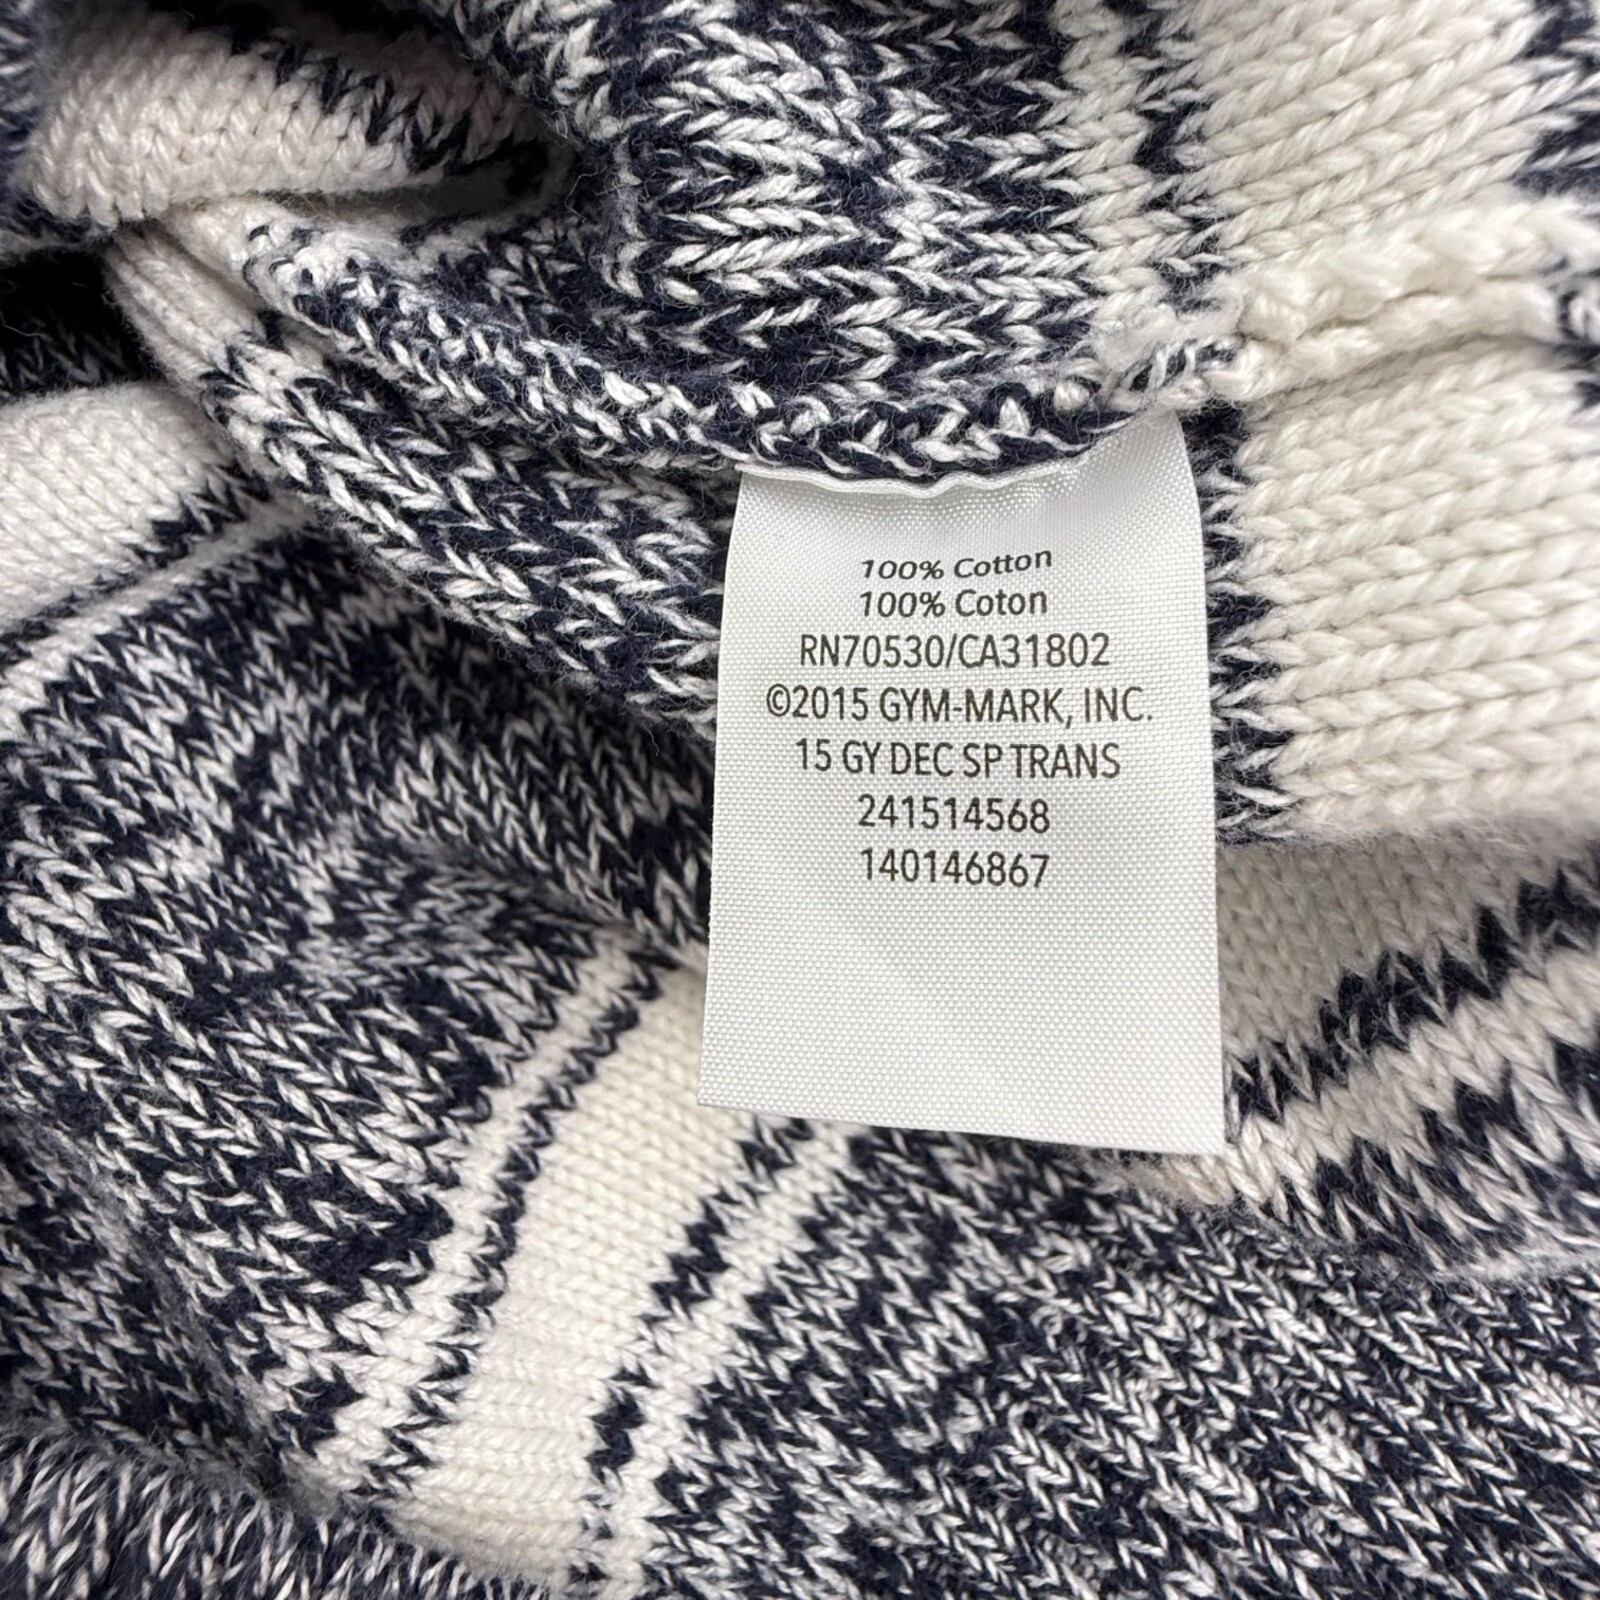 100% Cotton
100% Coton
RN70530/CA31802
©2015 GYM-MARK, INC.
15 GY DEC SP TRANS
241514568
140146867